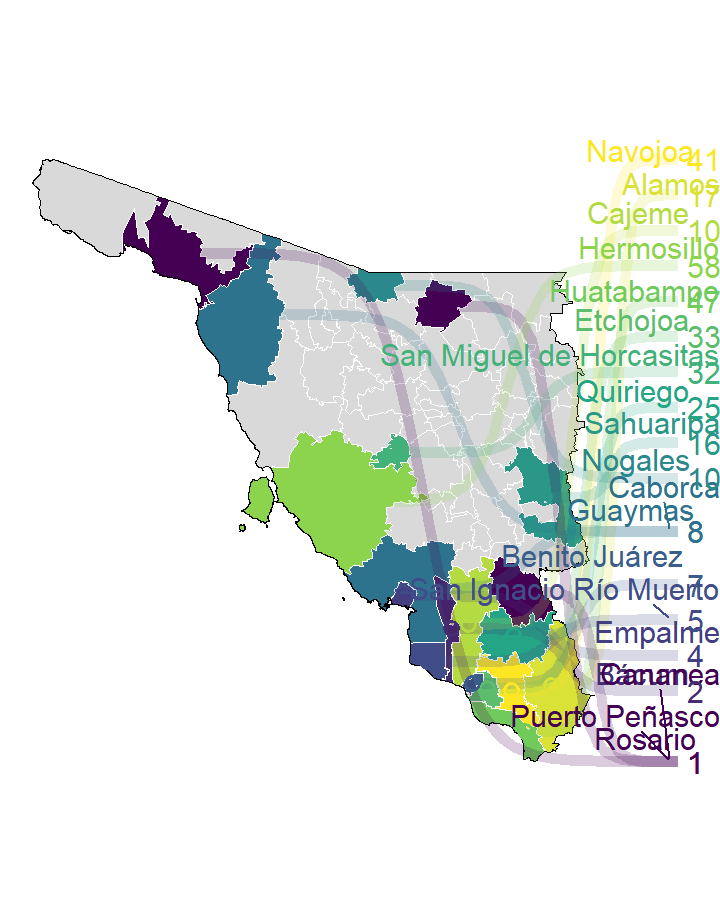 Navojoa
41
Alamos
17
Cajeme
10
Hermosillo
58
Huatabampo
47
Etchojoa
33
San Miguel de Horcasitas
32
Quiriego
25
Sahuaripa
16
Nogales
10
Caborca
Guaymas
8
Benito Juárez
7
San Ignacio Río Muerto
5
Empalme
4
Bácum
Cananea
2
Puerto Peñasco
Rosario
1